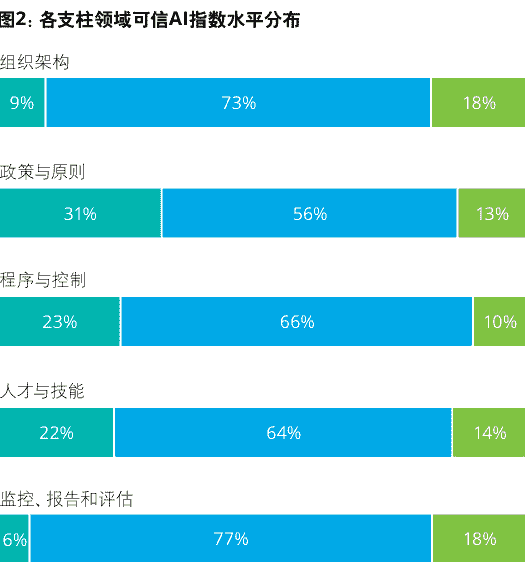 图2：各支柱领域可信AI指数水平分布
组织架构
9% 73% 18%
政策与原则
31% 56% 13%
程序与控制
23% 66% 10%
人才与技能
22% 64% 14%
监控、报告和评估
6% 77% 18%